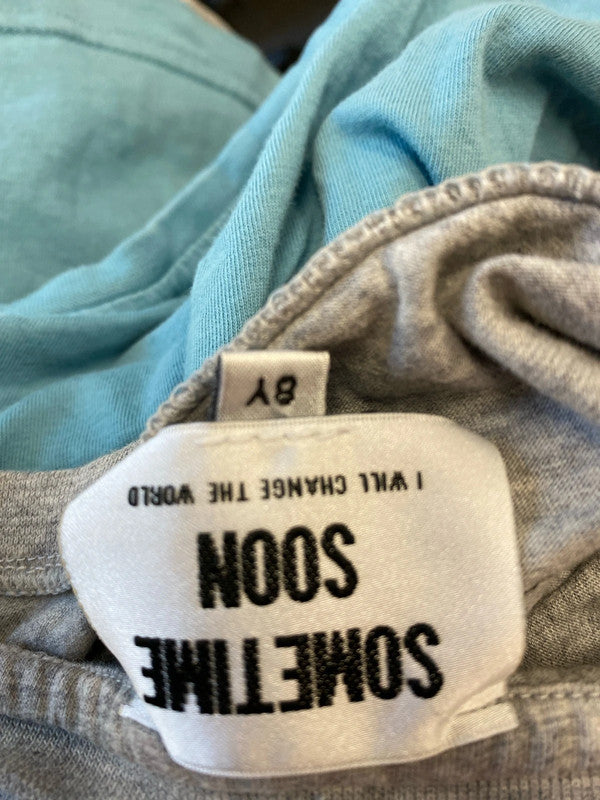 SOMETIME
SOON
I WILL CHANGE THE WORLD
8Y